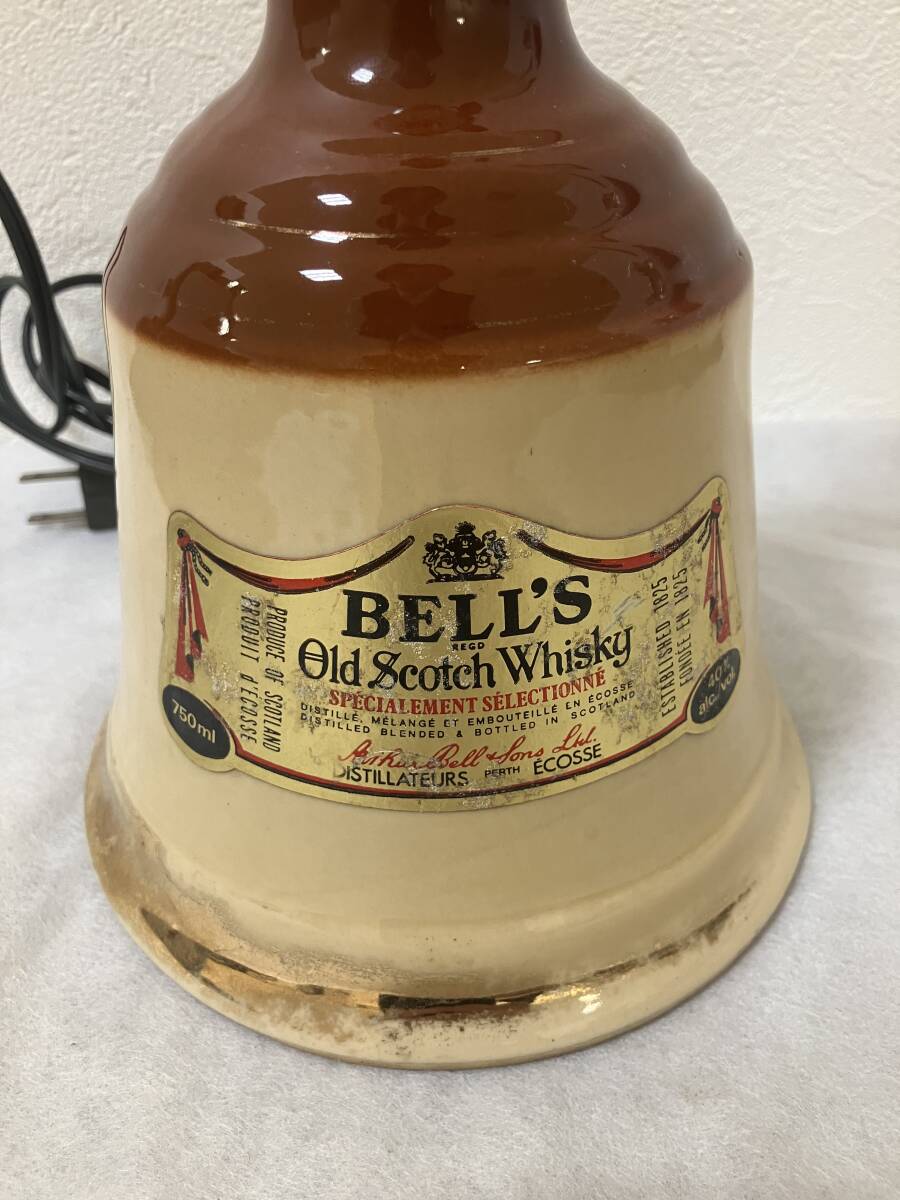 BELL'S
REGD
Old Scotch Whisky
SPÉCIALEMENT SÉLECTIONNÉ
DISTILLÉ, MÉLANGÉ ET EMBOUTEILLÉ EN ÉCOSSE
DISTILLED BLENDED & BOTTLED IN SCOTLAND
Arthur Bell & Sons Ltd.
DISTILLATEURS PERTH ÉCOSSE
PRODUCE OF SCOTLAND
PRODUIT d'ECOSSE
750ml
ESTABLISHED 1825
FONDÉE EN 1825
40%
alc./vol.